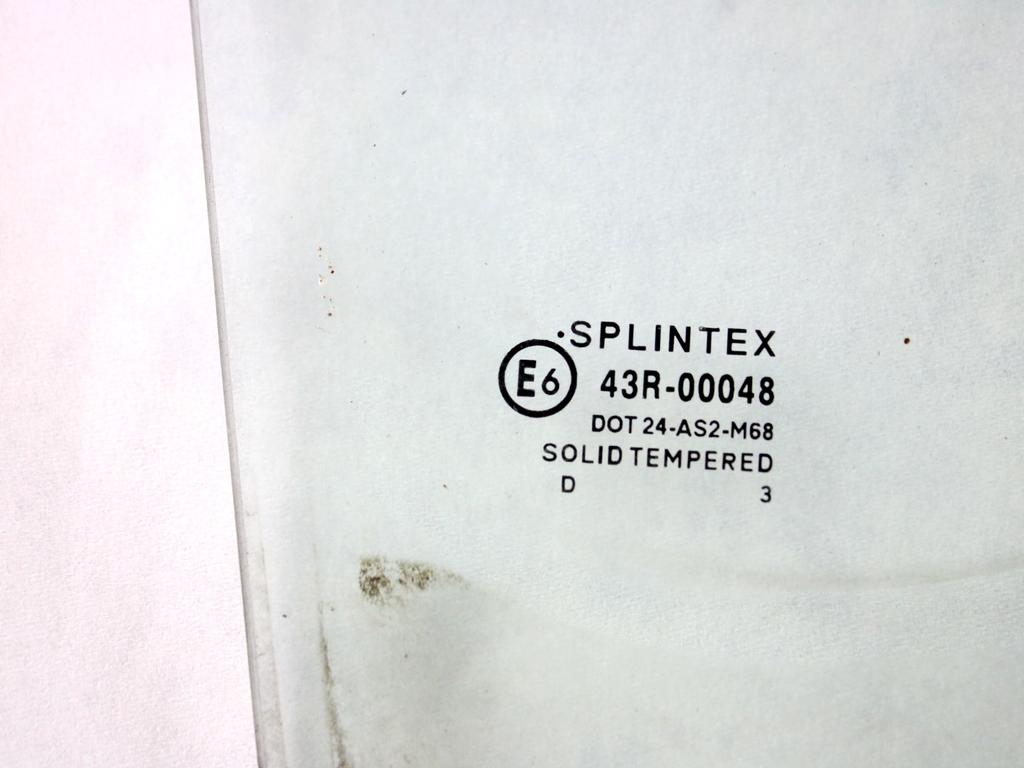 ·SPLINTEX
E6 43R-00048
DOT 24-AS2-M68
SOLID TEMPERED
D 3